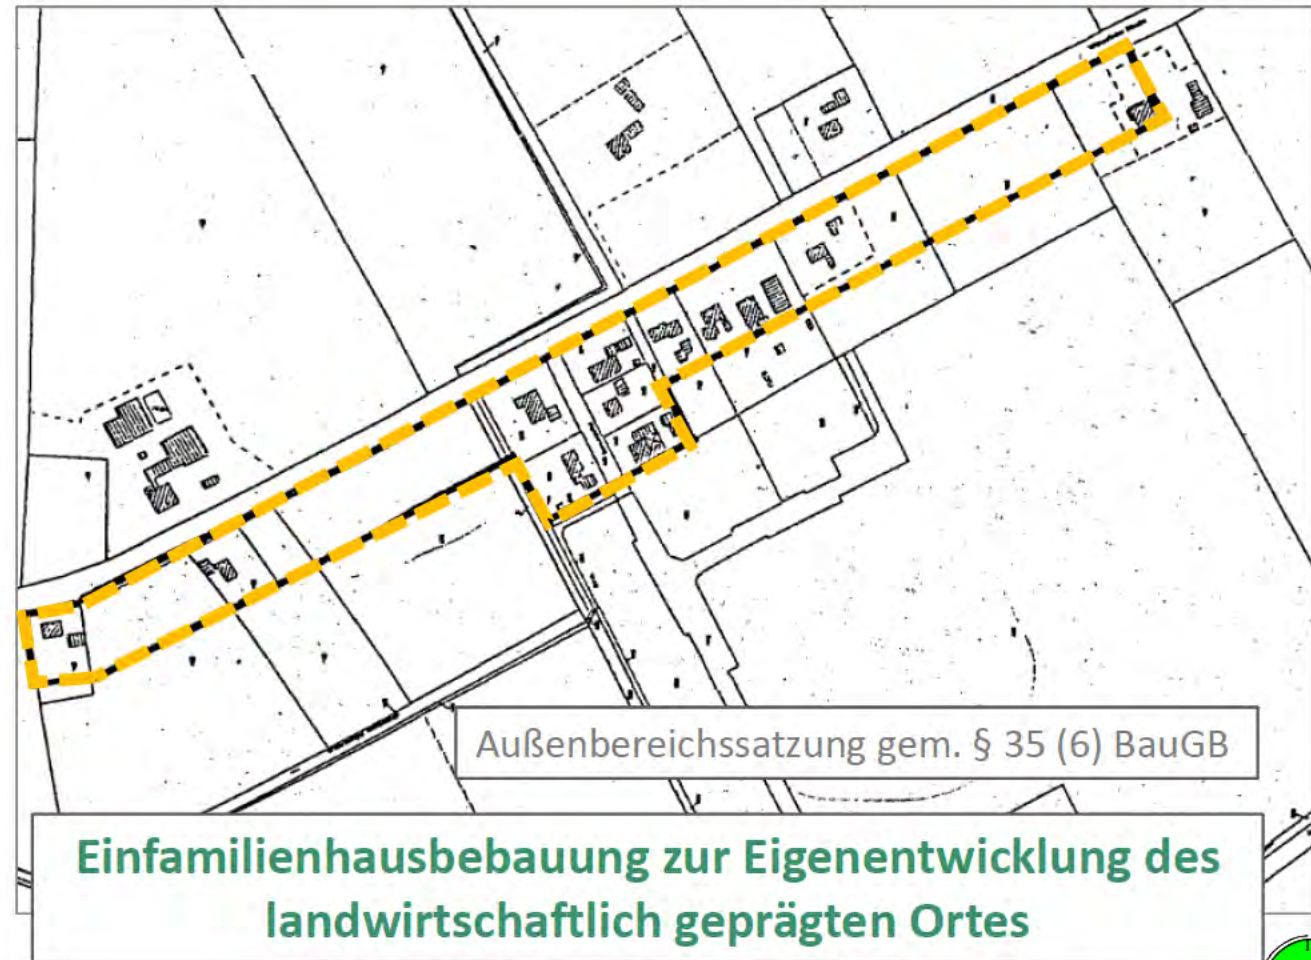 Außenbereichssatzung gem. § 35 (6) BauGB
Einfamilienhausbebauung zur Eigenentwicklung des
landwirtschaftlich geprägten Ortes